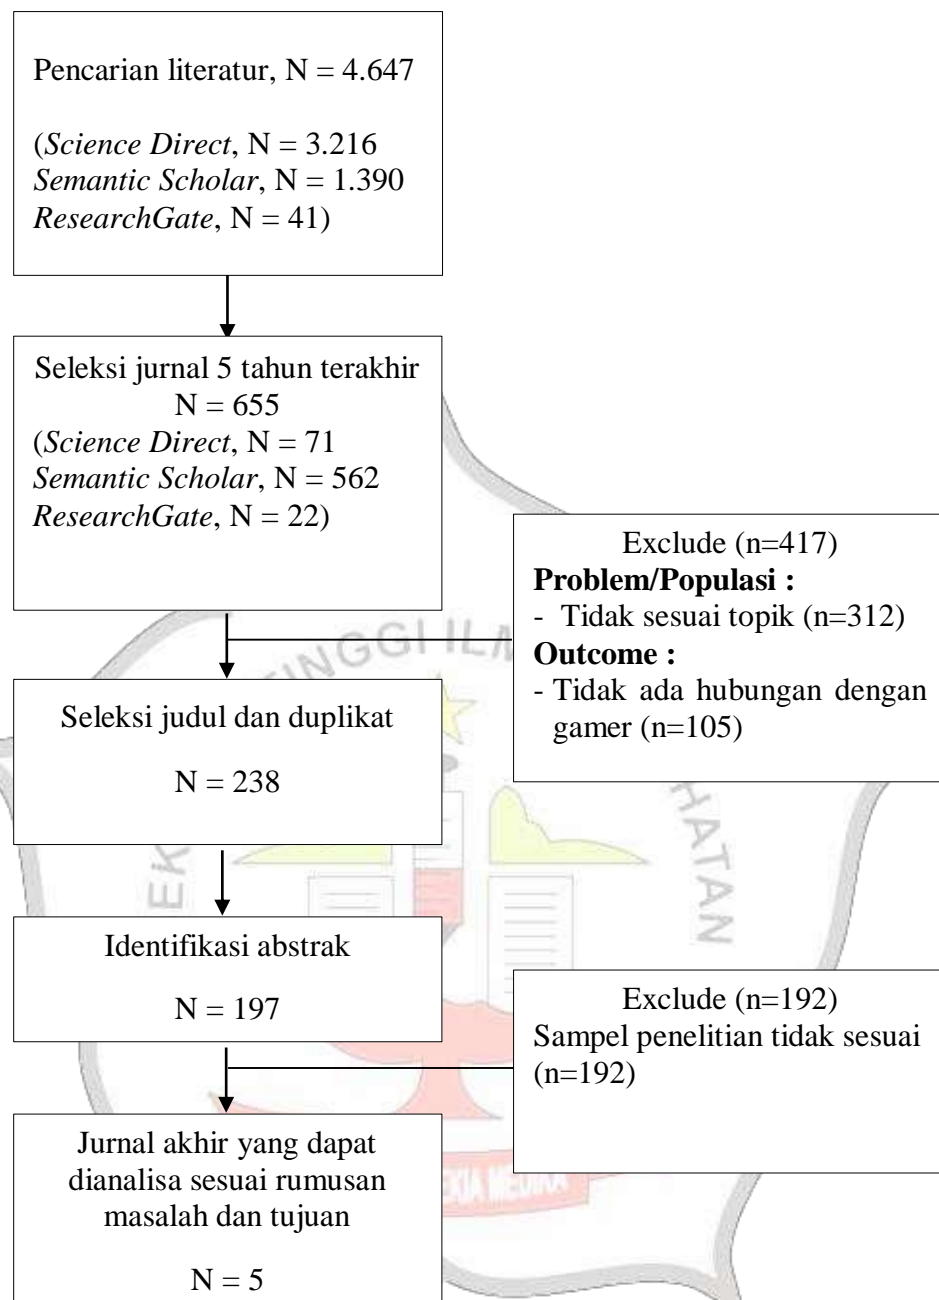 Pencarian literatur, N = 4.647
(Science Direct, N = 3.216
Semantic Scholar, N = 1.390
ResearchGate, N = 41)
Seleksi jurnal 5 tahun terakhir
N = 655
(Science Direct, N = 71
Semantic Scholar, N = 562
ResearchGate, N = 22)
Exclude (n=417)
Problem/Populasi :
- Tidak sesuai topik (n=312)
Outcome :
- Tidak ada hubungan dengan
gamer (n=105)
Seleksi judul dan duplikat
N = 238
Identifikasi abstrak
N = 197
Exclude (n=192)
Sampel penelitian tidak sesuai
(n=192)
Jurnal akhir yang dapat
dianalisa sesuai rumusan
masalah dan tujuan
N = 5